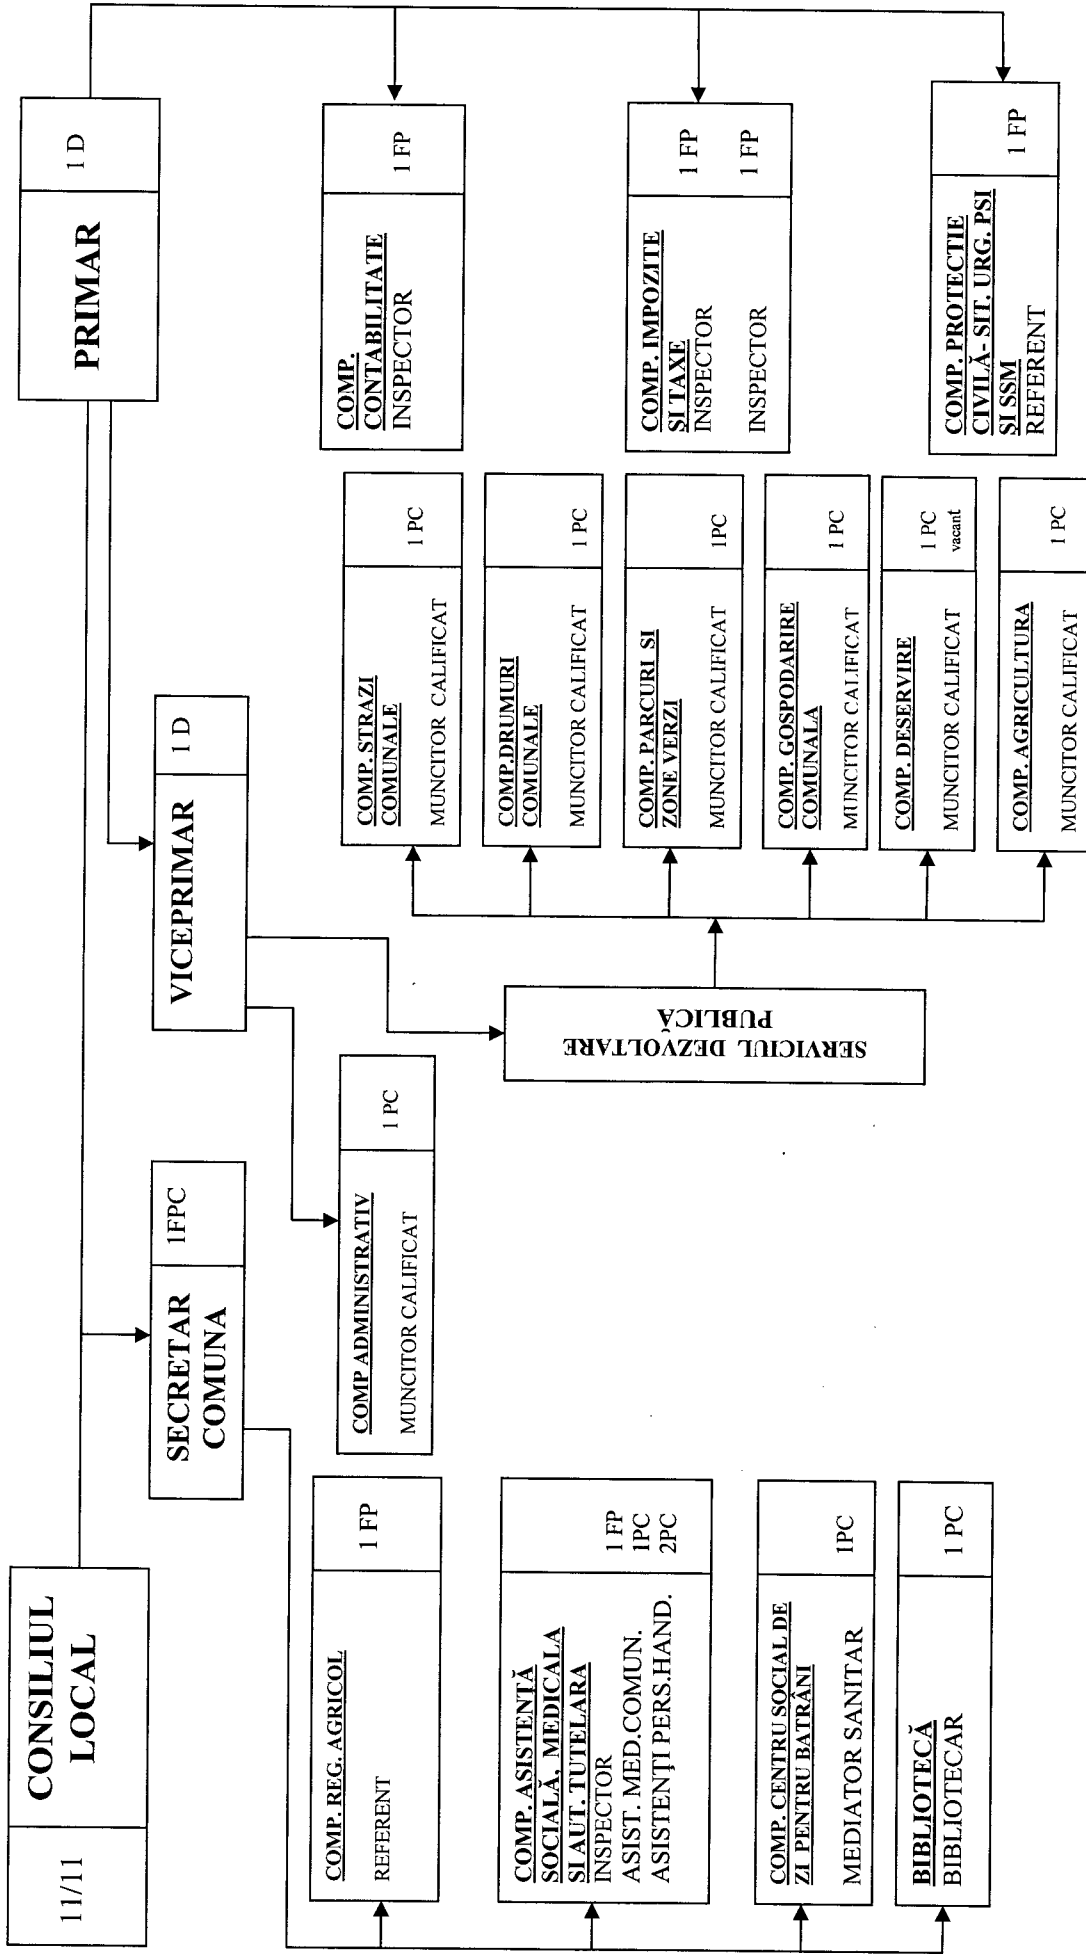 11/11
CONSILIUL
LOCAL
PRIMAR
1 D
SECRETAR
COMUNA
1FPC
VICEPRIMAR
1 D
COMP. REG. AGRICOL
REFERENT
1 FP
COMP. ASISTENȚĂ
SOCIALĂ, MEDICALA
SI AUT. TUTELARA
INSPECTOR
ASIST. MED.COMUN.
ASISTENȚI PERS.HAND.
1 FP
1PC
2PC
COMP. CENTRU SOCIAL DE
ZI PENTRU BATRÂNI
MEDIATOR SANITAR
1PC
BIBLIOTECĂ
BIBLIOTECAR
1 PC
COMP ADMINISTRATIV
MUNCITOR CALIFICAT
1 PC
SERVICIUL DEZVOLTARE
PUBLICĂ
COMP. STRAZI
COMUNALE
MUNCITOR CALIFICAT
1 PC
COMP.DRUMURI
COMUNALE
MUNCITOR CALIFICAT
1 PC
COMP. PARCURI SI
ZONE VERZI
MUNCITOR CALIFICAT
1PC
COMP. GOSPODARIRE
COMUNALA
MUNCITOR CALIFICAT
1 PC
COMP. DESERVIRE
MUNCITOR CALIFICAT
1 PC
vacant
COMP. AGRICULTURA
MUNCITOR CALIFICAT
1 PC
COMP.
CONTABILITATE
INSPECTOR
1 FP
COMP. IMPOZITE
SI TAXE
INSPECTOR
1 FP
INSPECTOR
1 FP
COMP. PROTECTIE
CIVILĂ- SIT. URG. PSI
SI SSM
REFERENT
1 FP